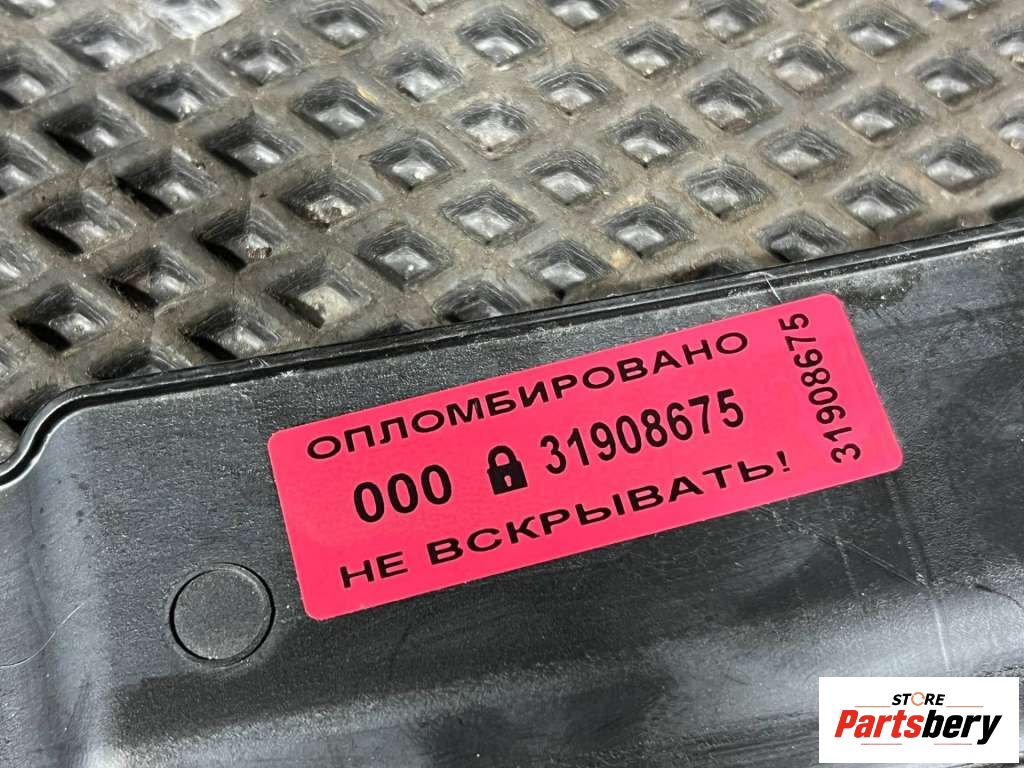 ОПЛОМБИРОВАНО
000 31908675
НЕ ВСКРЫВАТЬ!
31908675
STORE
Partsbery